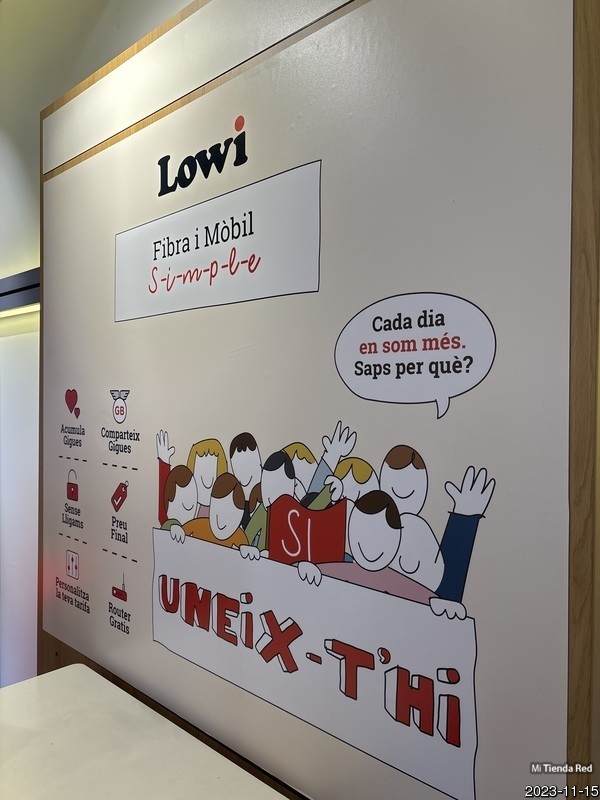 Lowi
Fibra i Mòbil
S-i-m-p-l-e
Cada dia
en som més.
Saps per què?
Acumula
Gigues
GB
Comparteix
Gigues
Sense
Lligams
Preu
Final
Personalitza
la teva tarifa
Router
Gratis
SI
UNEiX-T'Hi
Mi Tienda Red
2023-11-15